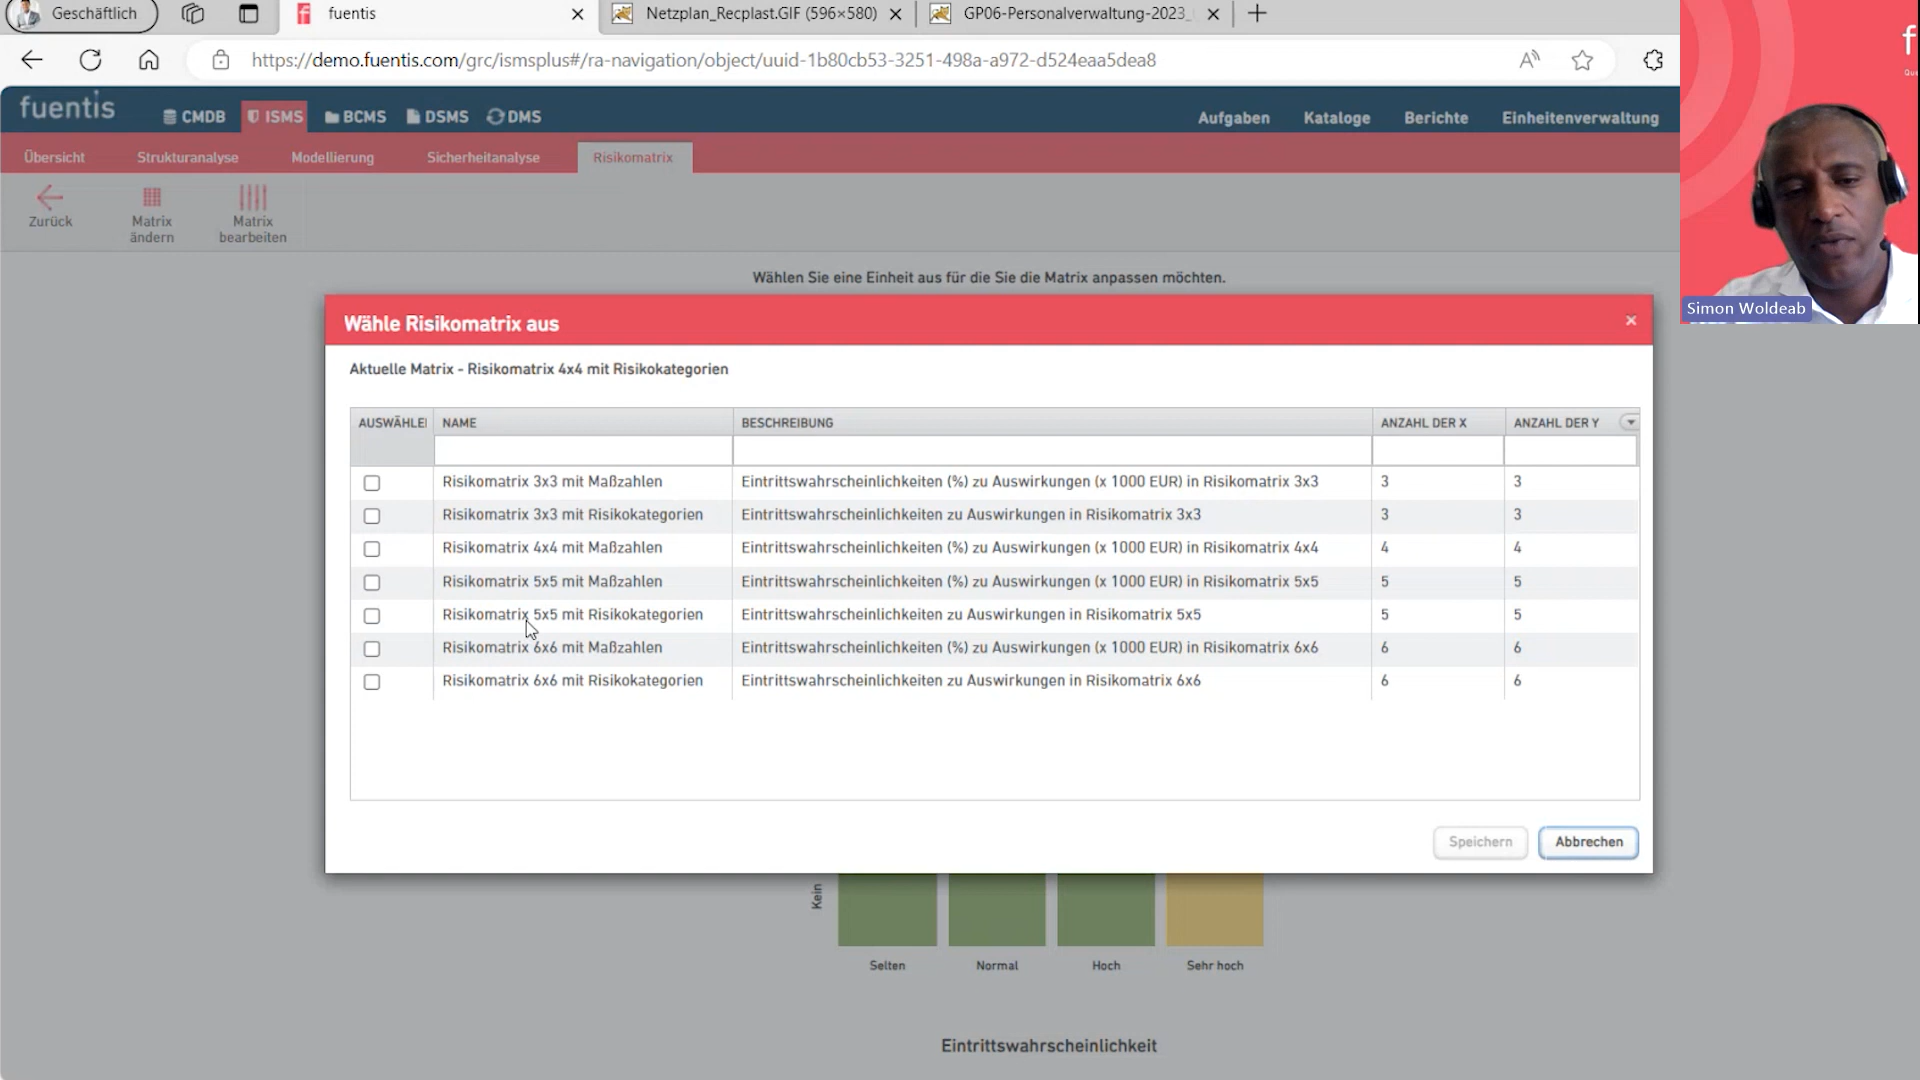 Geschäftlich
fuentis
Netzplan_Recplast.GIF (596×580)
GP06-Personalverwaltung-2023_
https://demo.fuentis.com/grc/ismsplus#/ra-navigation/object/uuid-1b80cb53-3251-498a-a972-d524eaa5dea8
fuentis
CMDB
ISMS
BCMS
DSMS
DMS
Aufgaben
Kataloge
Berichte
Einheitenverwaltung
Übersicht
Strukturanalyse
Modellierung
Sicherheitanalyse
Risikomatrix
Zurück
Matrix
ändern
Matrix
bearbeiten
Simon Woldeab
Wählen Sie eine Einheit aus für die Sie die Matrix anpassen möchten.
Wähle Risikomatrix aus
Aktuelle Matrix - Risikomatrix 4x4 mit Risikokategorien
AUSWÄHLE NAME BESCHREIBUNG ANZAHL DER X ANZAHL DER Y
Risikomatrix 3x3 mit Maßzahlen Eintrittswahrscheinlichkeiten (%) zu Auswirkungen (x 1000 EUR) in Risikomatrix 3x3 3 3
Risikomatrix 3x3 mit Risikokategorien Eintrittswahrscheinlichkeiten zu Auswirkungen in Risikomatrix 3x3 3 3
Risikomatrix 4x4 mit Maßzahlen Eintrittswahrscheinlichkeiten (%) zu Auswirkungen (x 1000 EUR) in Risikomatrix 4x4 4 4
Risikomatrix 5x5 mit Maßzahlen Eintrittswahrscheinlichkeiten (%) zu Auswirkungen (x 1000 EUR) in Risikomatrix 5x5 5 5
Risikomatrix 5x5 mit Risikokategorien Eintrittswahrscheinlichkeiten zu Auswirkungen in Risikomatrix 5x5 5 5
Risikomatrix 6x6 mit Maßzahlen Eintrittswahrscheinlichkeiten (%) zu Auswirkungen (x 1000 EUR) in Risikomatrix 6x6 6 6
Risikomatrix 6x6 mit Risikokategorien Eintrittswahrscheinlichkeiten zu Auswirkungen in Risikomatrix 6x6 6 6
Speichern
Abbrechen
Kein
Selten
Normal
Hoch
Sehr hoch
Eintrittswahrscheinlichkeit